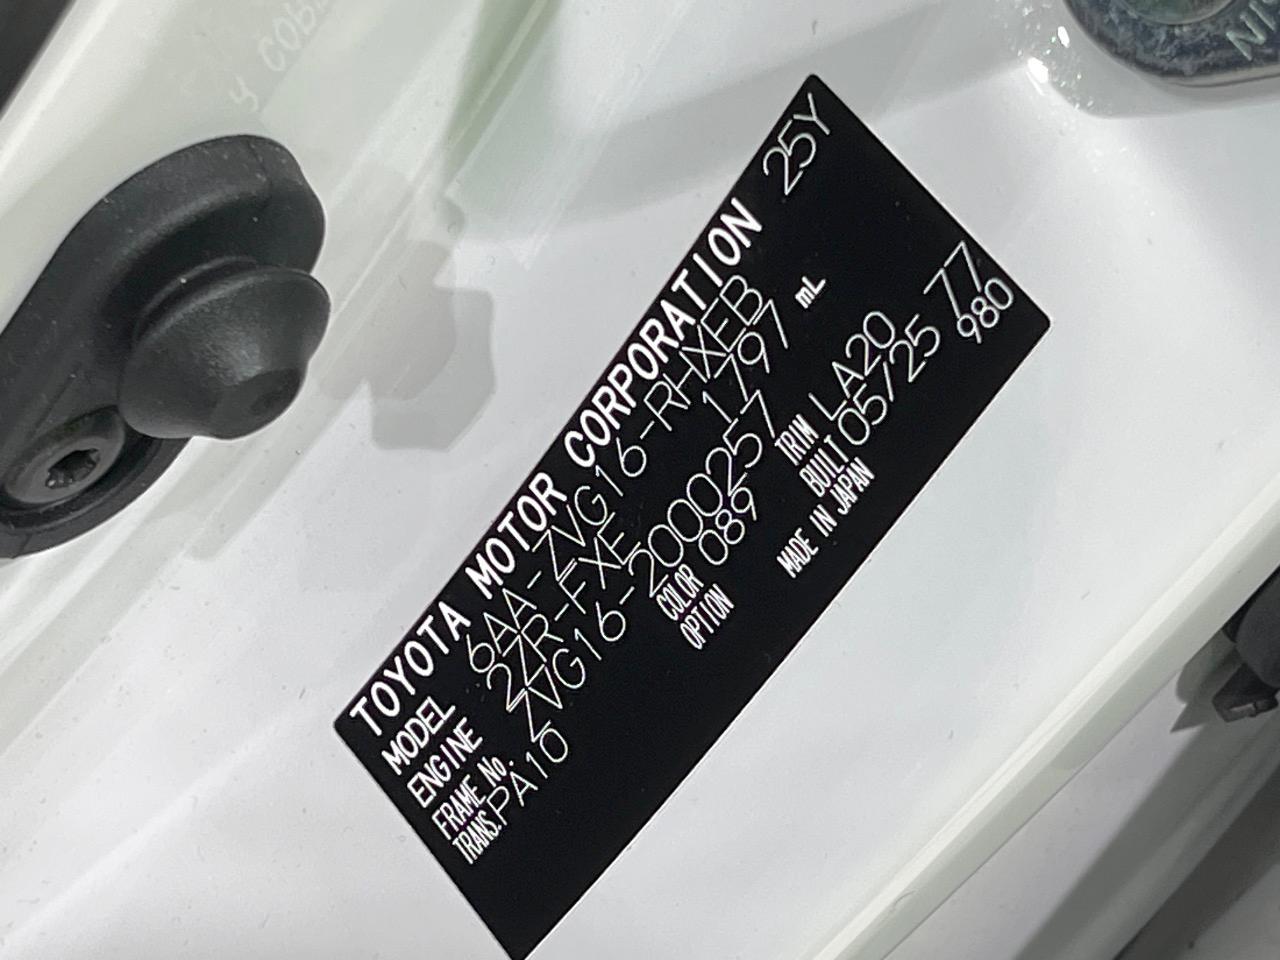 TOYOTA MOTOR CORPORATION 25Y
MODEL 6AA-ZVG16-RHXEB
ENGINE 2ZR-FXE 1797 mL
FRAME No. ZVG16-2000257
TRANS. PA10 COLOR 089 TRIM LA20 77
OPTION BUILT 05/25 980
MADE IN JAPAN